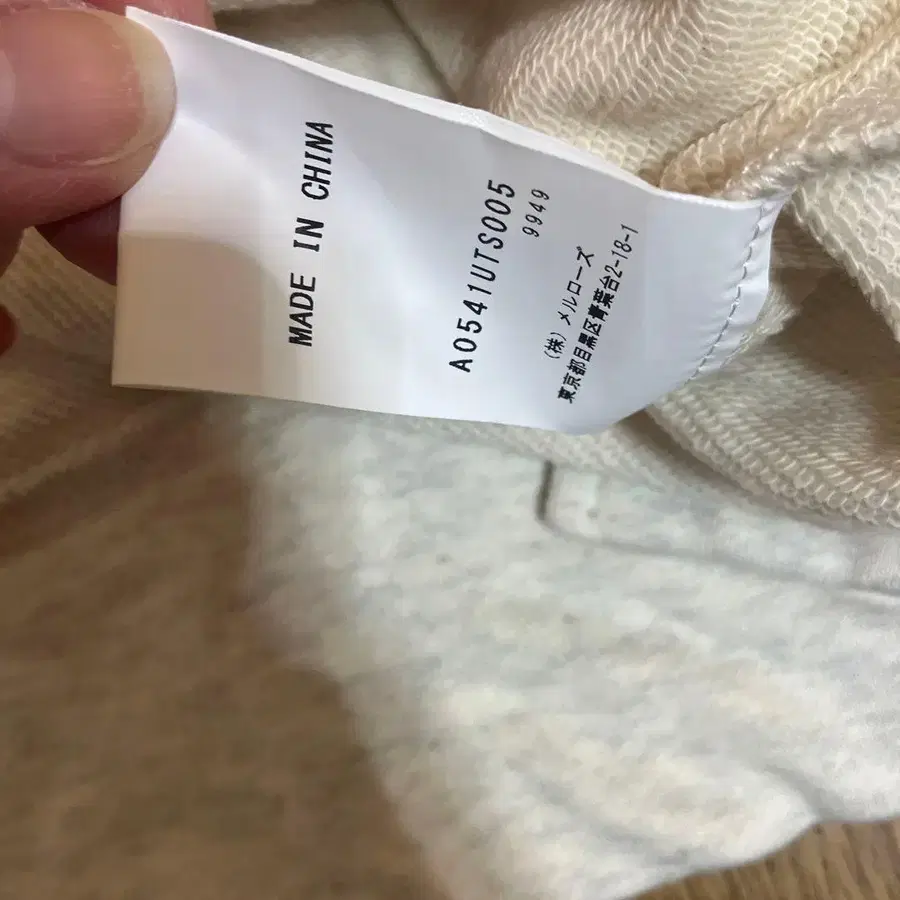 MADE IN CHINA
A0541UTS005
9949
(株)メルローズ
東京都目黒区青葉台2-18-1